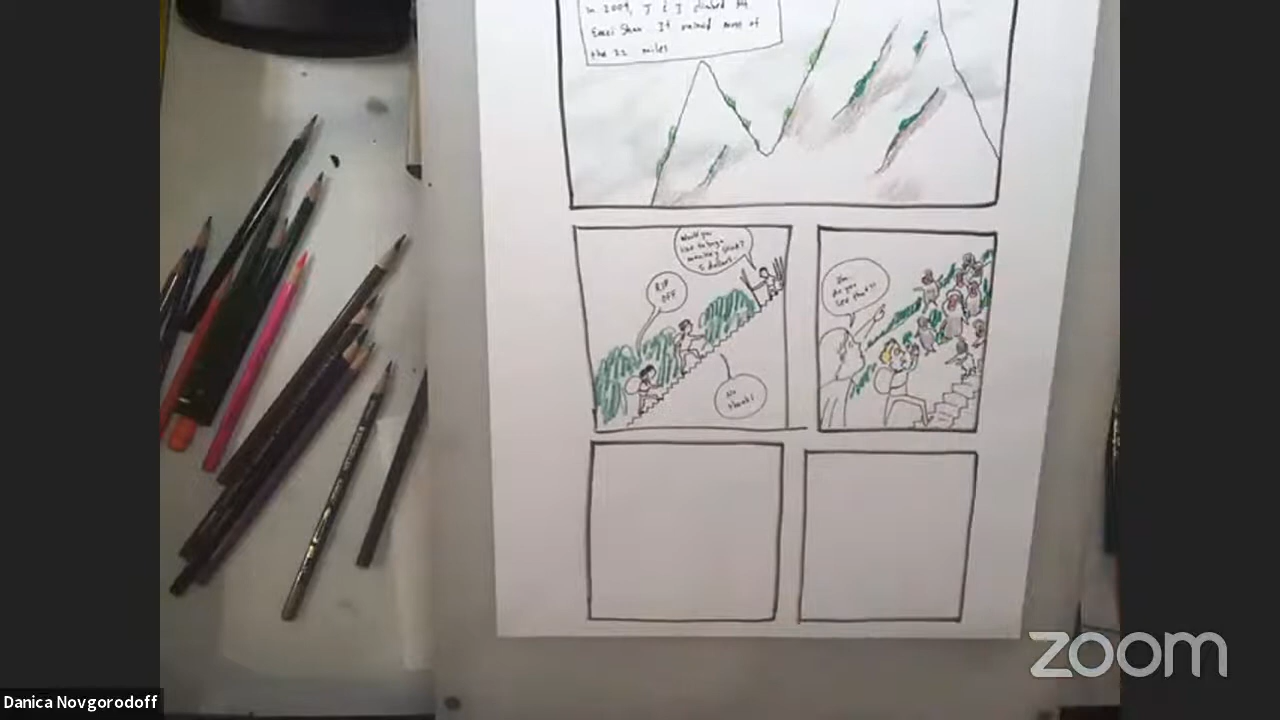 In 2009, J & I climbed Mt
Emei Shan. It rained most of
the 22 miles
Would you
like to buy a
monkey stick?
5 dollars
RIP
OFF
No
thanks!
Um..
do you
see that?!
Danica Novgorodoff
zoom